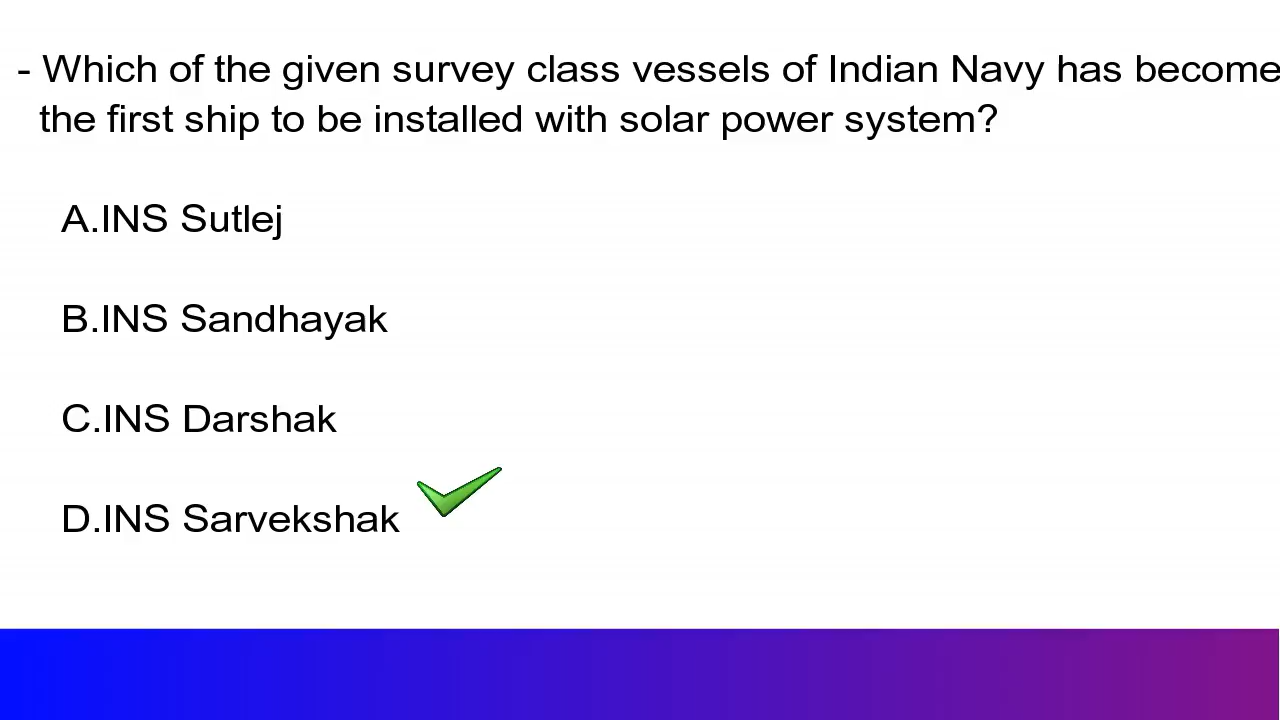 - Which of the given survey class vessels of Indian Navy has become
the first ship to be installed with solar power system?
A.INS Sutlej
B.INS Sandhayak
C.INS Darshak
D.INS Sarvekshak